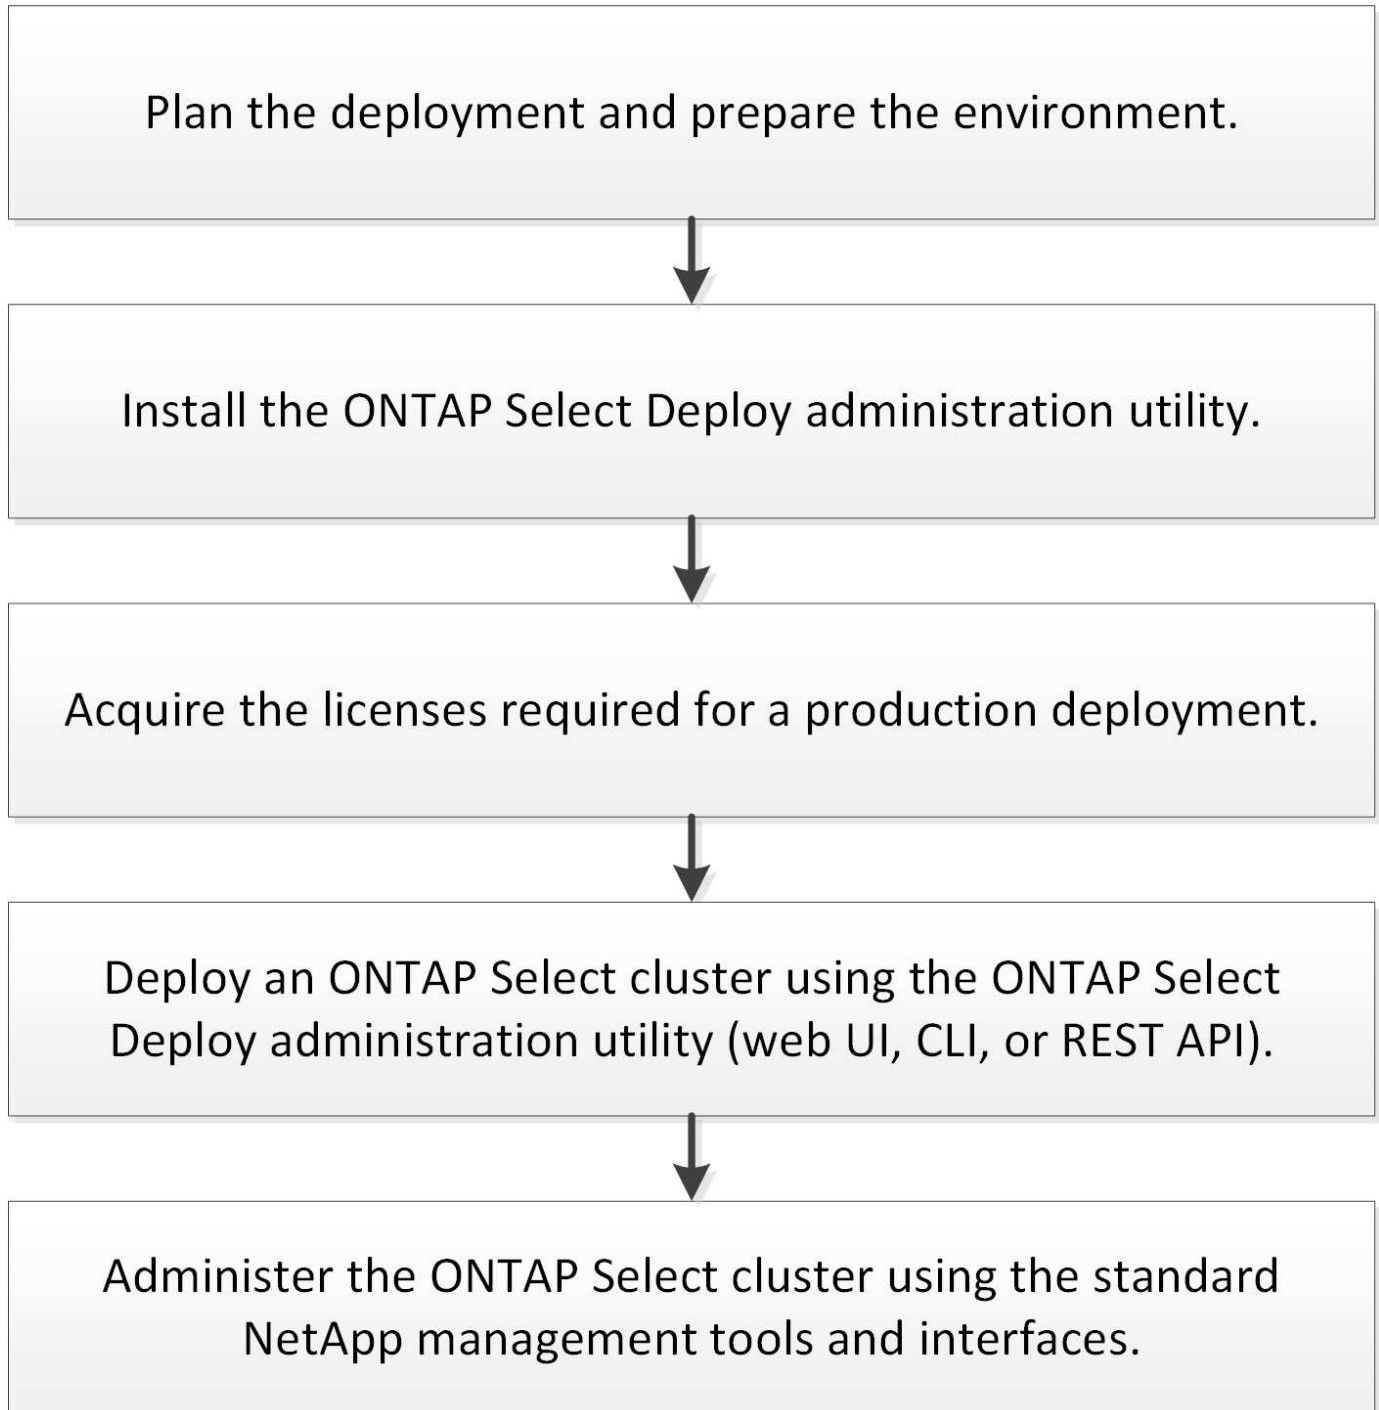 Plan the deployment and prepare the environment.
Install the ONTAP Select Deploy administration utility.
Acquire the licenses required for a production deployment.
Deploy an ONTAP Select cluster using the ONTAP Select
Deploy administration utility (web UI, CLI, or REST API).
Administer the ONTAP Select cluster using the standard
NetApp management tools and interfaces.